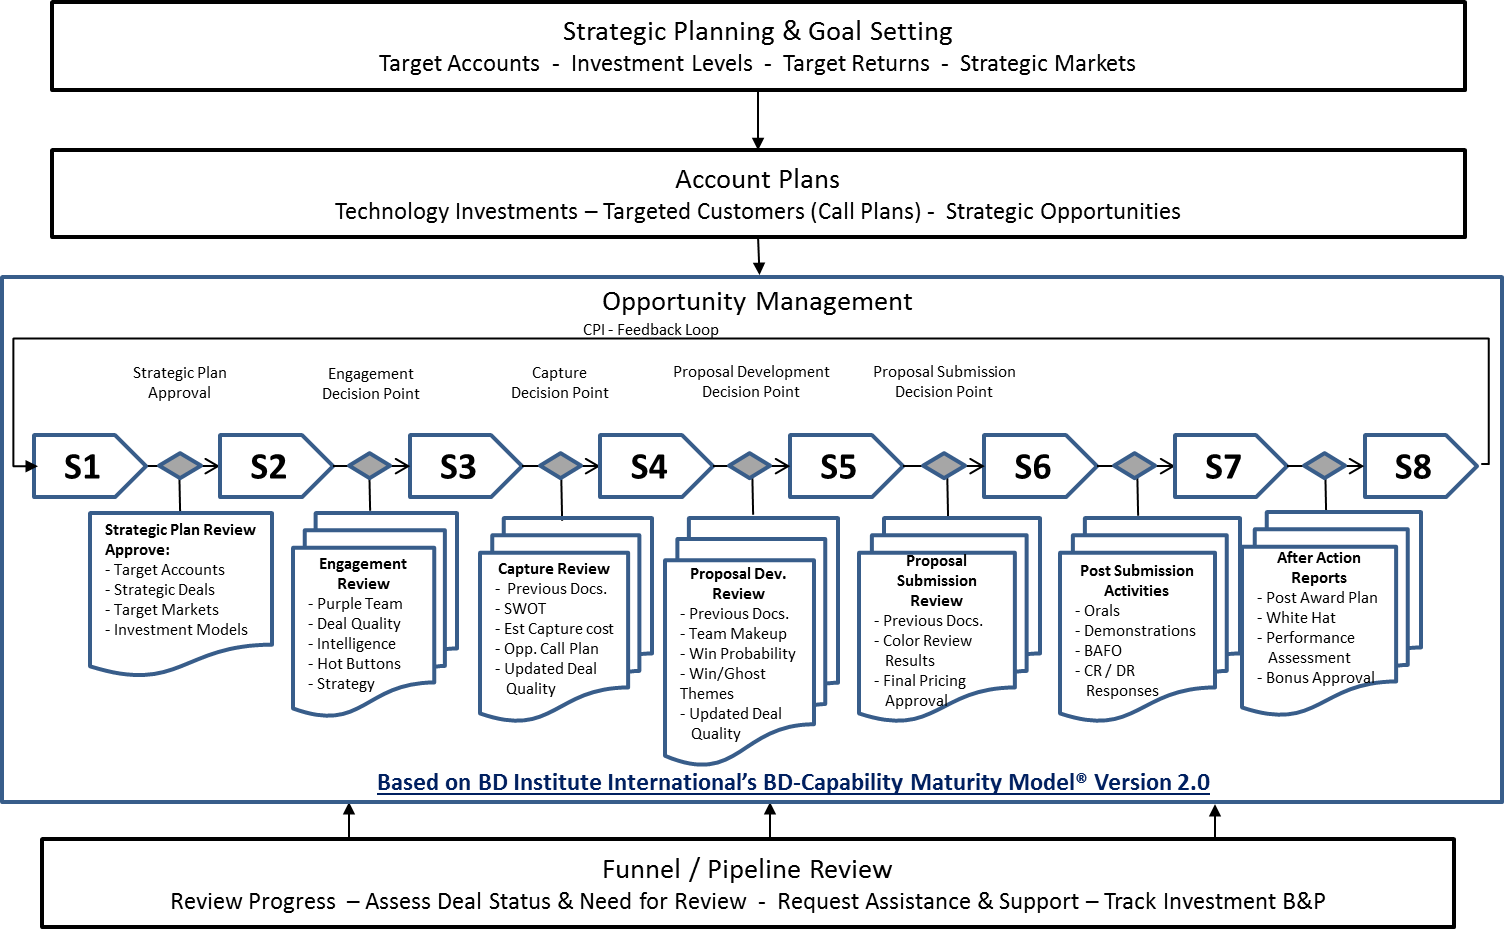 Strategic Planning & Goal Setting
Target Accounts - Investment Levels - Target Returns - Strategic Markets
Account Plans
Technology Investments – Targeted Customers (Call Plans) - Strategic Opportunities
Opportunity Management
CPI - Feedback Loop
Strategic Plan
Approval
Engagement
Decision Point
Capture
Decision Point
Proposal Development
Decision Point
Proposal Submission
Decision Point
S1
S2
S3
S4
S5
S6
S7
S8
Strategic Plan Review
Approve:
- Target Accounts
- Strategic Deals
- Target Markets
- Investment Models
Engagement
Review
- Purple Team
- Deal Quality
- Intelligence
- Hot Buttons
- Strategy
Capture Review
- Previous Docs.
- SWOT
- Est Capture cost
- Opp. Call Plan
- Updated Deal
Quality
Proposal Dev.
Review
- Previous Docs.
- Team Makeup
- Win Probability
- Win/Ghost
Themes
- Updated Deal
Quality
Proposal
Submission
Review
- Previous Docs.
- Color Review
Results
- Final Pricing
Approval
Post Submission
Activities
- Orals
- Demonstrations
- BAFO
- CR / DR
Responses
After Action
Reports
- Post Award Plan
- White Hat
- Performance
Assessment
- Bonus Approval
Based on BD Institute International’s BD-Capability Maturity Model® Version 2.0
Funnel / Pipeline Review
Review Progress – Assess Deal Status & Need for Review - Request Assistance & Support – Track Investment B&P